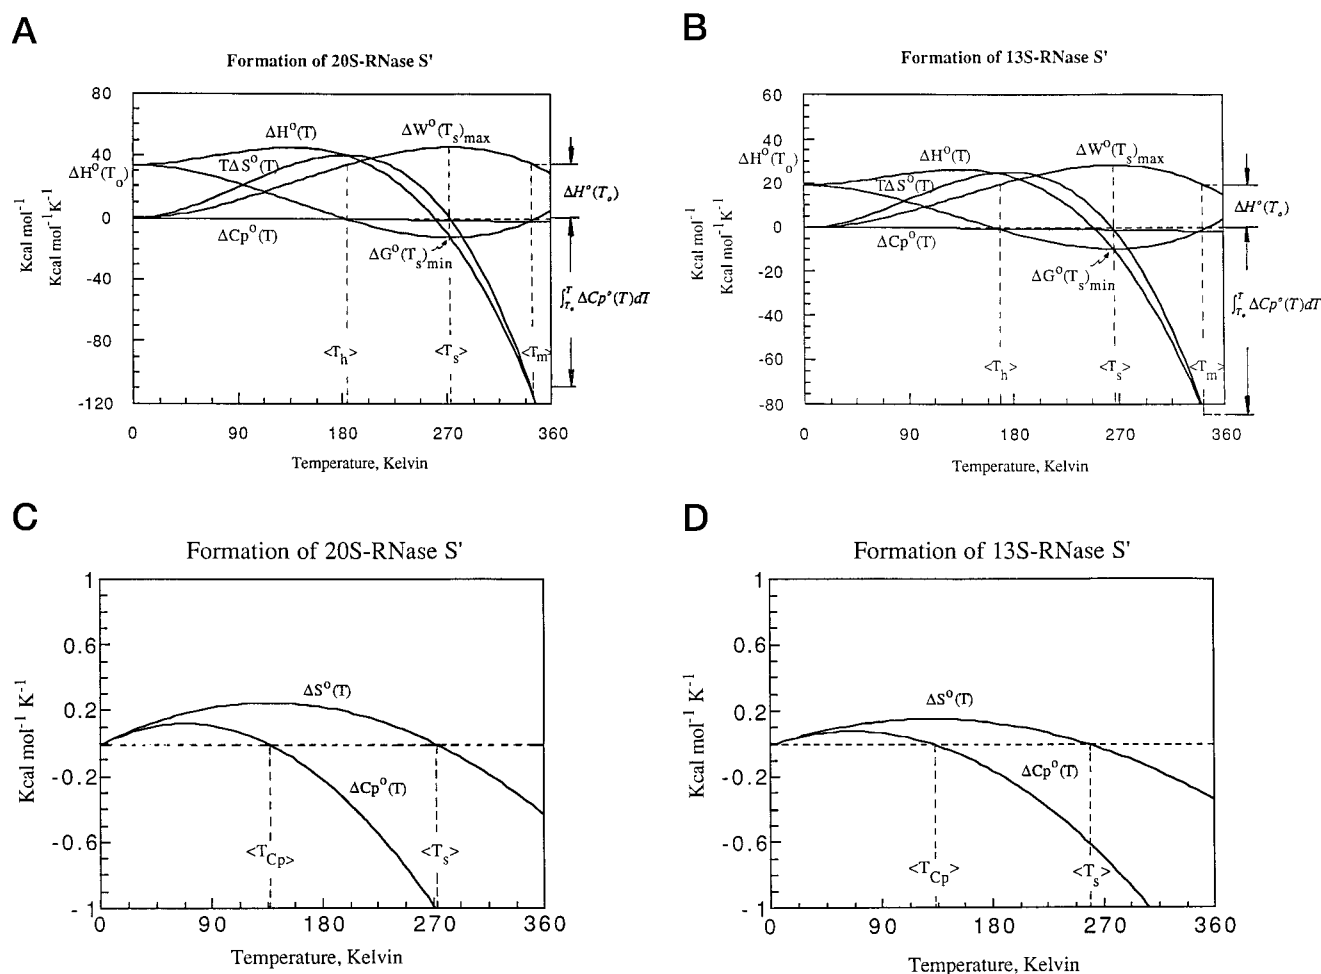 A
Formation of 20S-RNase S'
80
40
0
-40
-80
-120
0 90 180 270 360
Temperature, Kelvin
Kcal mol⁻¹
Kcal mol⁻¹K⁻¹
ΔH°(T₀)
ΔH°(T)
TΔS°(T)
ΔCp°(T)
ΔW°(Tₛ)max
ΔG°(Tₛ)min
<Tₕ>
<Tₛ>
<Tₘ>
ΔH°(Tₒ)
∫ᵀTₒ ΔCp°(T)dT
B
Formation of 13S-RNase S'
60
40
20
0
-20
-40
-60
-80
0 90 180 270 360
Temperature, Kelvin
Kcal mol⁻¹
Kcal mol⁻¹K⁻¹
ΔH°(Tₒ)
ΔH°(T)
TΔS°(T)
ΔCp°(T)
ΔW°(Tₛ)max
ΔG°(Tₛ)min
<Tₕ>
<Tₛ>
<Tₘ>
ΔH°(Tₒ)
∫ᵀTₒ ΔCp°(T)dT
C
Formation of 20S-RNase S'
1
0.6
0.2
-0.2
-0.6
-1
0 90 180 270 360
Temperature, Kelvin
Kcal mol⁻¹ K⁻¹
ΔS°(T)
ΔCp°(T)
<TCp>
<Tₛ>
D
Formation of 13S-RNase S'
1
0.6
0.2
-0.2
-0.6
-1
0 90 180 270 360
Temperature, Kelvin
Kcal mol⁻¹ K⁻¹
ΔS°(T)
ΔCp°(T)
<TCp>
<Tₛ>